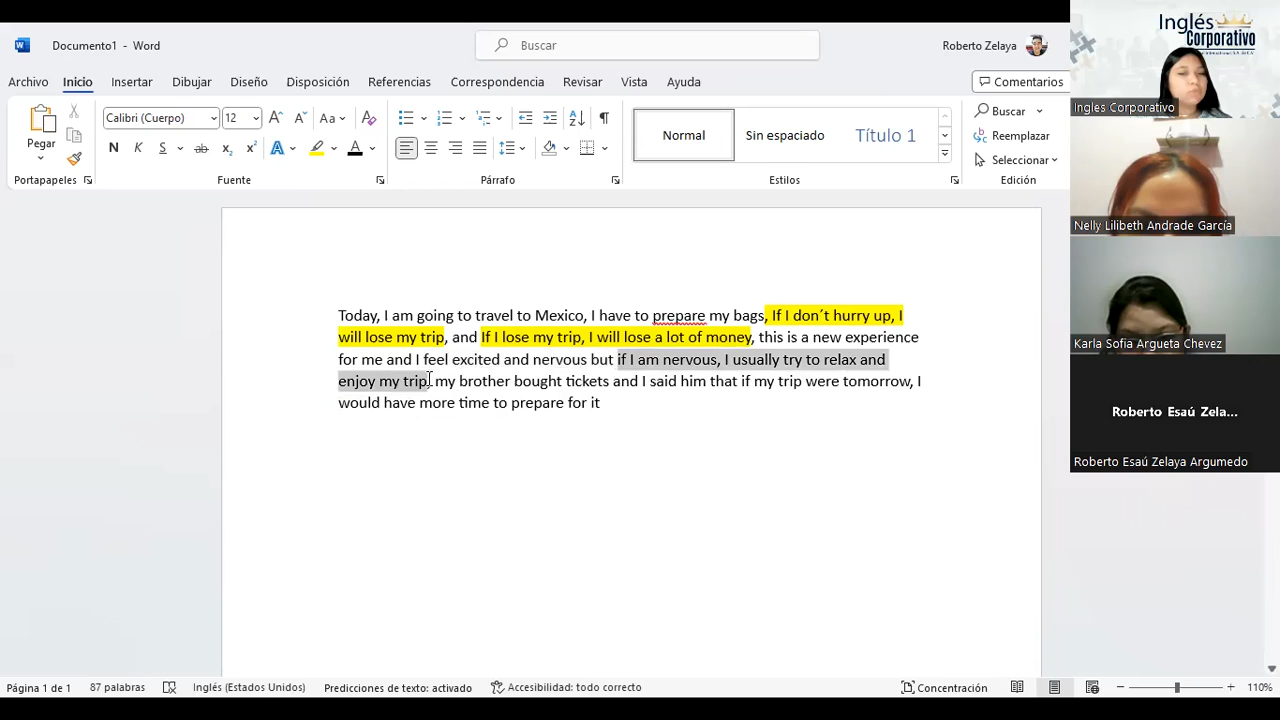 Documento1 - Word
Buscar
Roberto Zelaya
Archivo Inicio Insertar Dibujar Diseño Disposición Referencias Correspondencia Revisar Vista Ayuda
Comentarios
Pegar
Portapapeles
Calibri (Cuerpo) 12
Aa
N K S ab x₂ x² A A
Fuente
Párrafo
Normal
Sin espaciado
Título 1
Estilos
Buscar
Reemplazar
Seleccionar
Edición
Today, I am going to travel to Mexico, I have to prepare my bags, If I don´t hurry up, I
will lose my trip, and If I lose my trip, I will lose a lot of money, this is a new experience
for me and I feel excited and nervous but if I am nervous, I usually try to relax and
enjoy my trip, my brother bought tickets and I said him that if my trip were tomorrow, I
would have more time to prepare for it
Página 1 de 1
87 palabras
Inglés (Estados Unidos)
Predicciones de texto: activado
Accesibilidad: todo correcto
Concentración
110%
Inglés
Corporativo
Ingles Corporativo
Nelly Lilibeth Andrade García
Karla Sofia Argueta Chevez
Roberto Esaú Zela...
Roberto Esaú Zelaya Argumedo